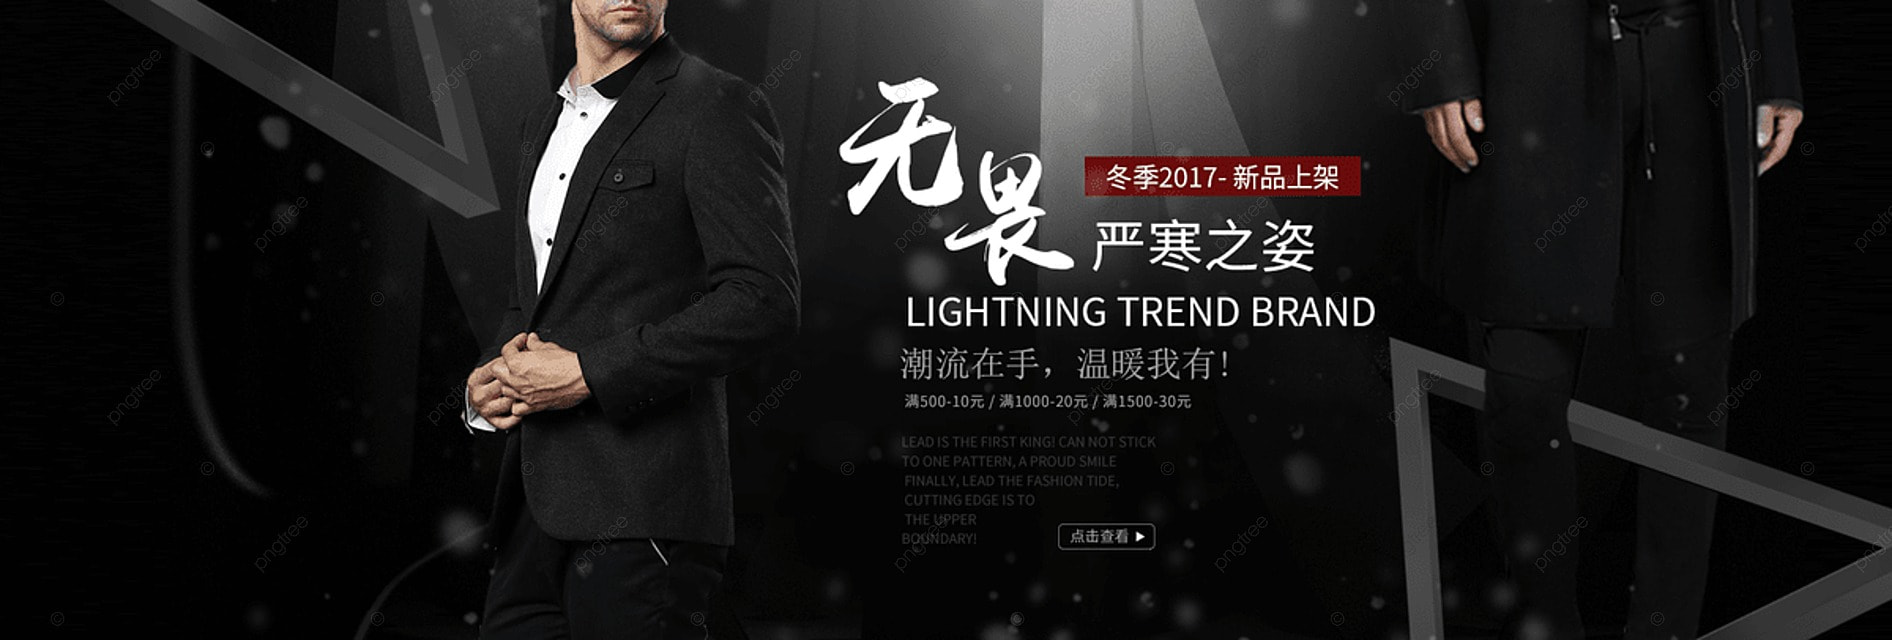 无畏
冬季2017- 新品上架
严寒之姿
LIGHTNING TREND BRAND
潮流在手，温暖我有！
满500-10元 / 满1000-20元 / 满1500-30元
LEAD IS THE FIRST KING! CAN NOT STICK
TO ONE PATTERN, A PROUD SMILE
FINALLY, LEAD THE FASHION TIDE,
CUTTING EDGE IS TO
THE UPPER
BOUNDARY!
点击查看 ▶
pngtree